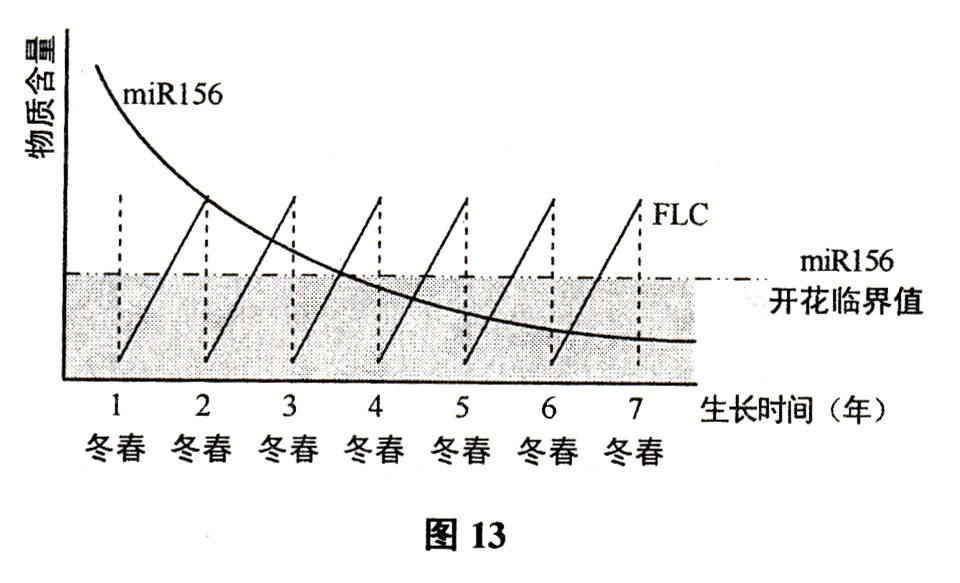 物质含量
miR156
FLC
miR156
开花临界值
1 2 3 4 5 6 7 生长时间（年）
冬春 冬春 冬春 冬春 冬春 冬春 冬春
图 13